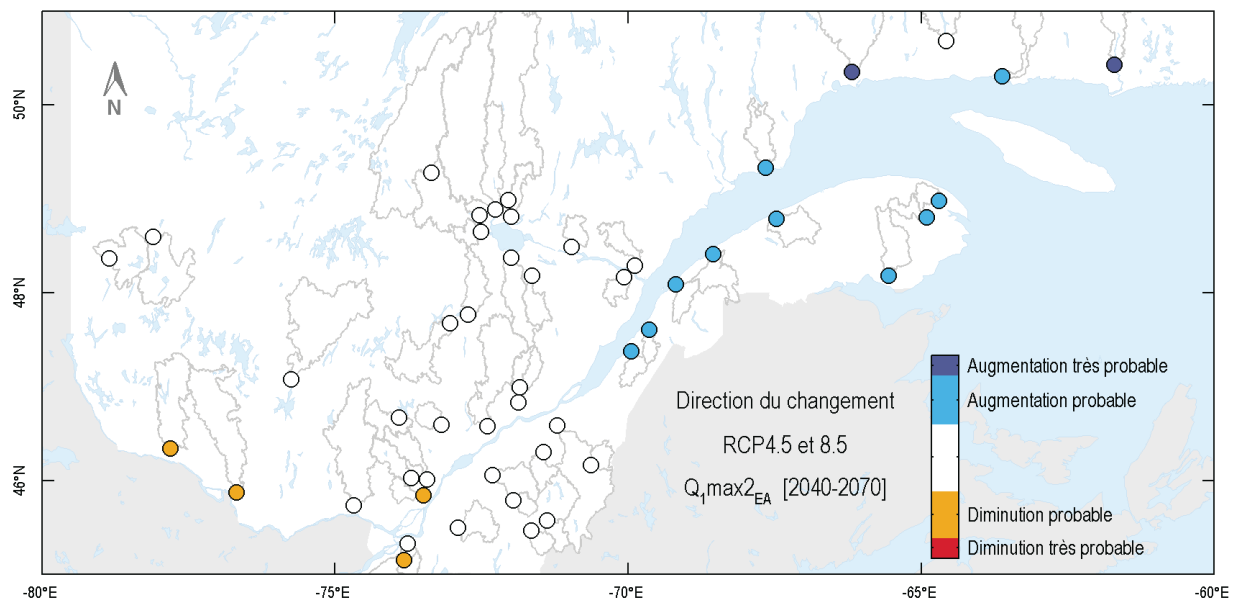 N
50°N
48°N
46°N
Direction du changement
RCP4.5 et 8.5
Q₁max2EA [2040-2070]
Augmentation très probable
Augmentation probable
Diminution probable
Diminution très probable
-80°E -75°E -70°E -65°E -60°E